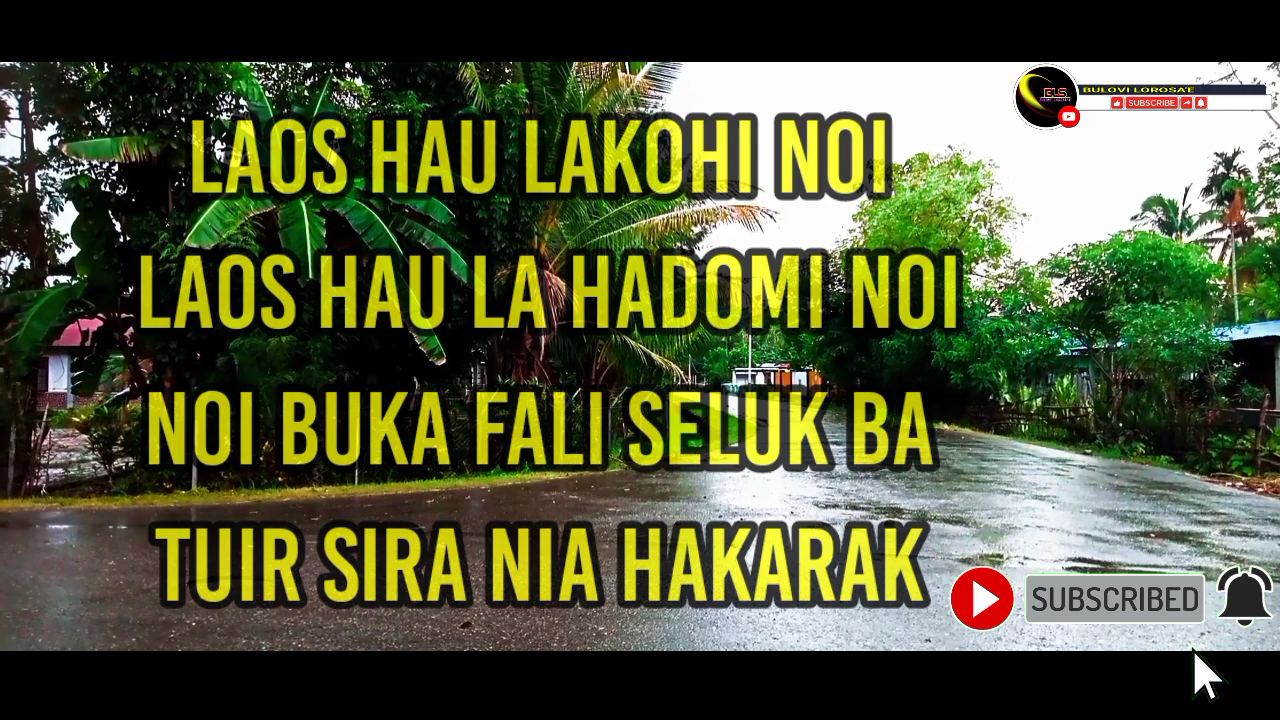 BLS
BULOVI LOROSA'E
SUBSCRIBE
LAOS HAU LAKOHI NOI
LAOS HAU LA HADOMI NOI
NOI BUKA FALI SELUK BA
TUIR SIRA NIA HAKARAK
SUBSCRIBED